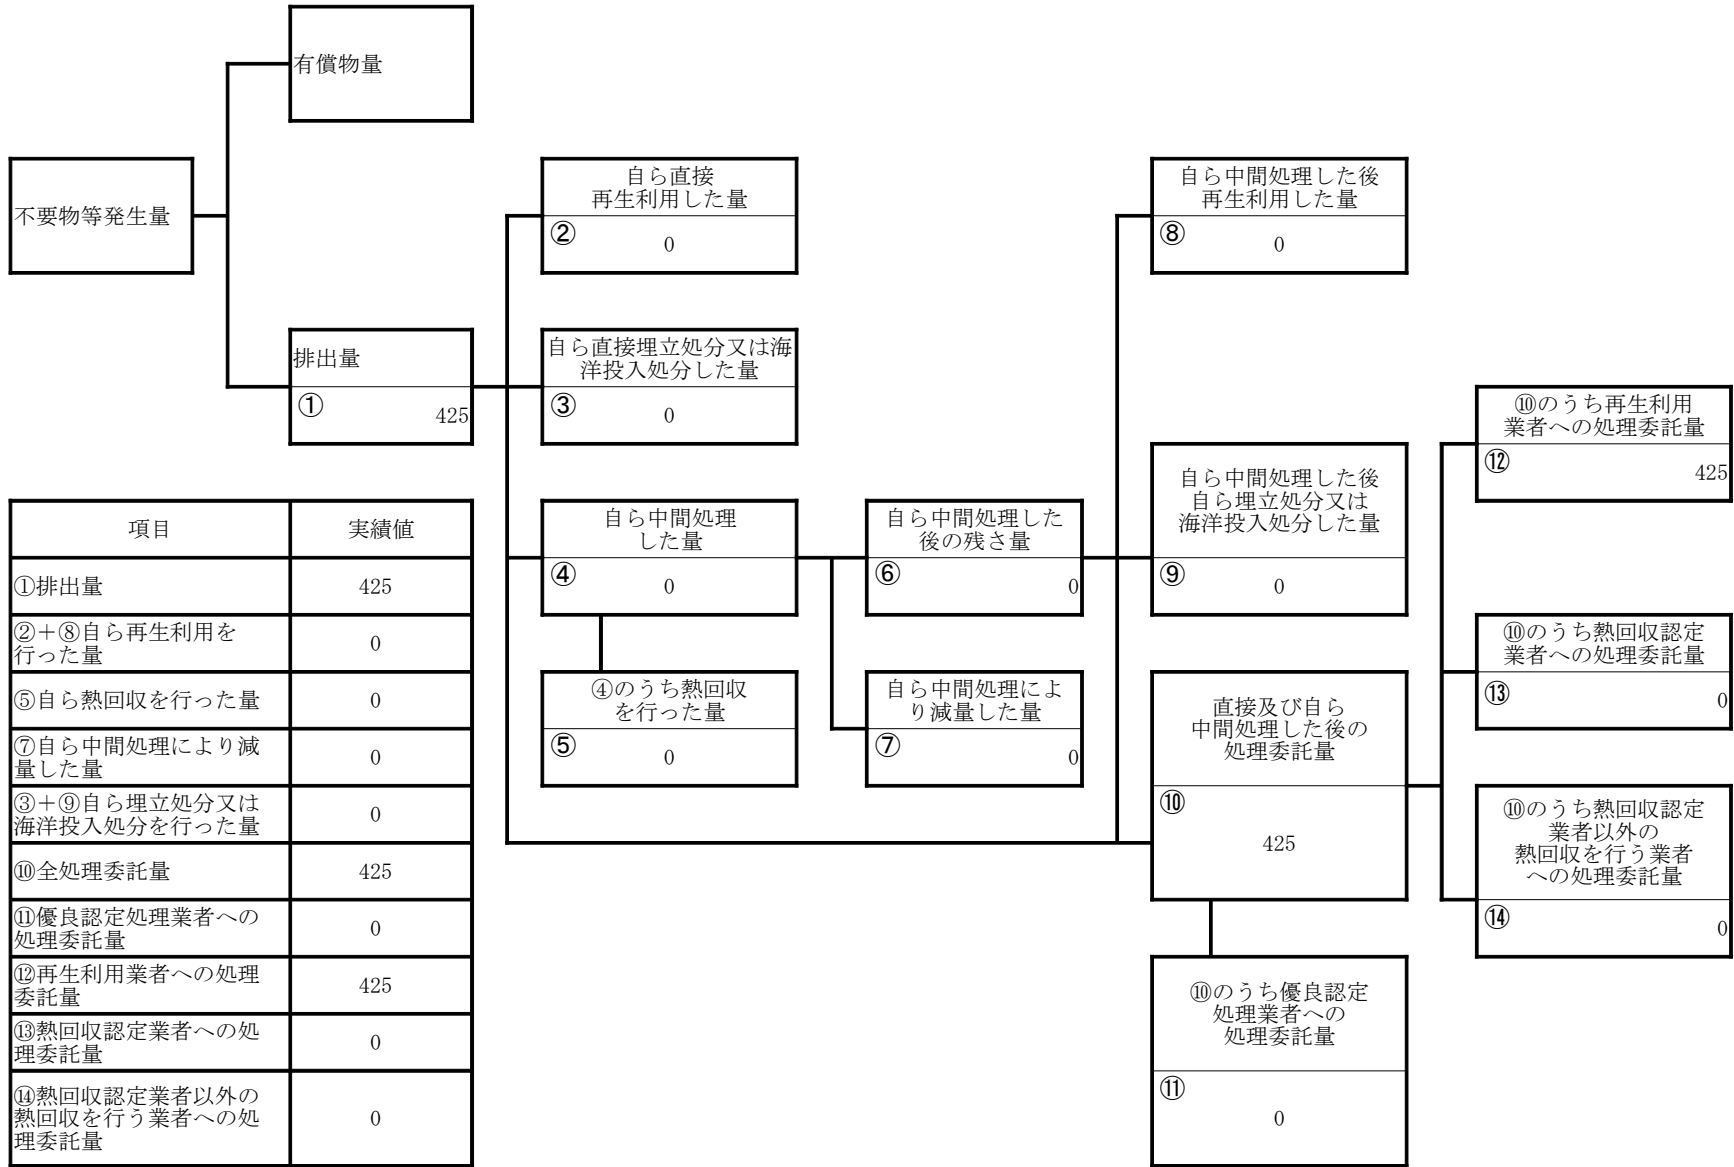 有償物量
不要物等発生量
排出量
①
425
自ら直接
再生利用した量
②
0
自ら直接埋立処分又は海
洋投入処分した量
③
0
自ら中間処理
した量
④
0
④のうち熱回収
を行った量
⑤
0
自ら中間処理した
後の残さ量
⑥
0
自ら中間処理によ
り減量した量
⑦
0
自ら中間処理した後
再生利用した量
⑧
0
自ら中間処理した後
自ら埋立処分又は
海洋投入処分した量
⑨
0
直接及び自ら
中間処理した後の
処理委託量
⑩
425
⑩のうち優良認定
処理業者への
処理委託量
⑪
0
⑩のうち再生利用
業者への処理委託量
⑫
425
⑩のうち熱回収認定
業者への処理委託量
⑬
0
⑩のうち熱回収認定
業者以外の
熱回収を行う業者
への処理委託量
⑭
0
項目 実績値
①排出量 425
②＋⑧自ら再生利用を
行った量 0
⑤自ら熱回収を行った量 0
⑦自ら中間処理により減
量した量 0
③＋⑨自ら埋立処分又は
海洋投入処分を行った量 0
⑩全処理委託量 425
⑪優良認定処理業者への
処理委託量 0
⑫再生利用業者への処理
委託量 425
⑬熱回収認定業者への処
理委託量 0
⑭熱回収認定業者以外の
熱回収を行う業者への処
理委託量 0